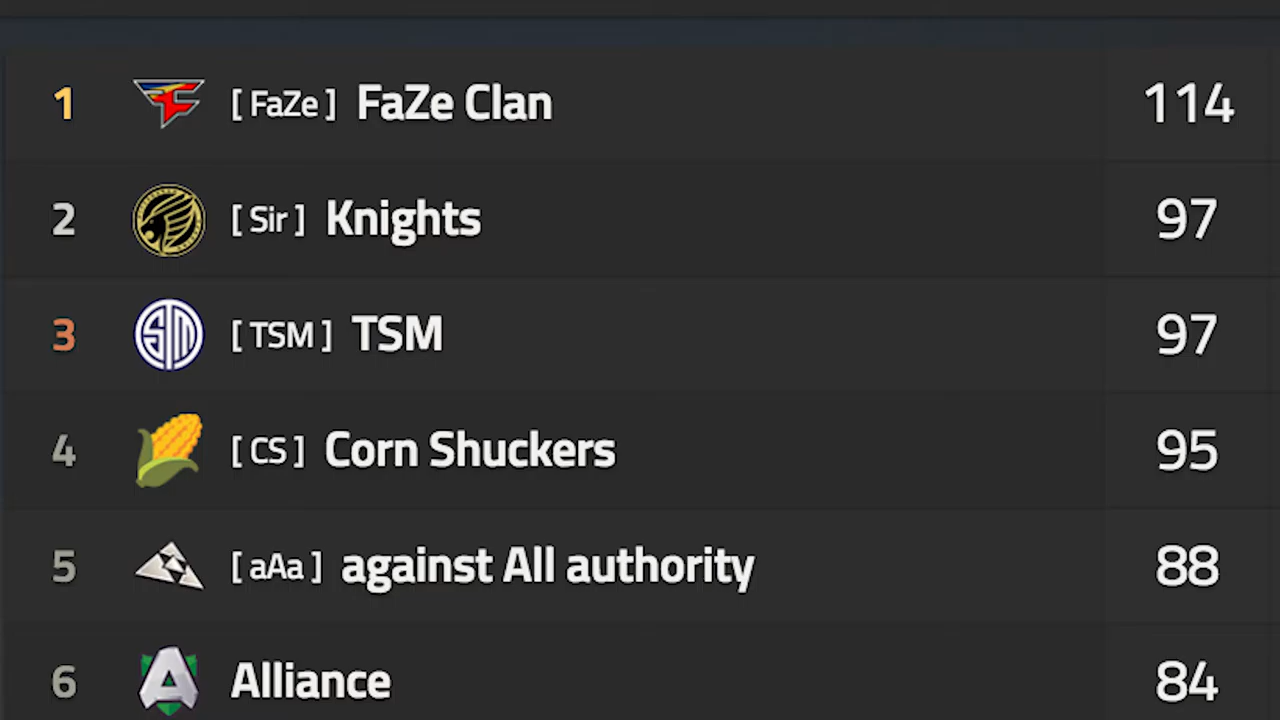 1 [ FaZe ] FaZe Clan 114
2 [ Sir ] Knights 97
3 [ TSM ] TSM 97
4 [ CS ] Corn Shuckers 95
5 [ aAa ] against All authority 88
6 Alliance 84